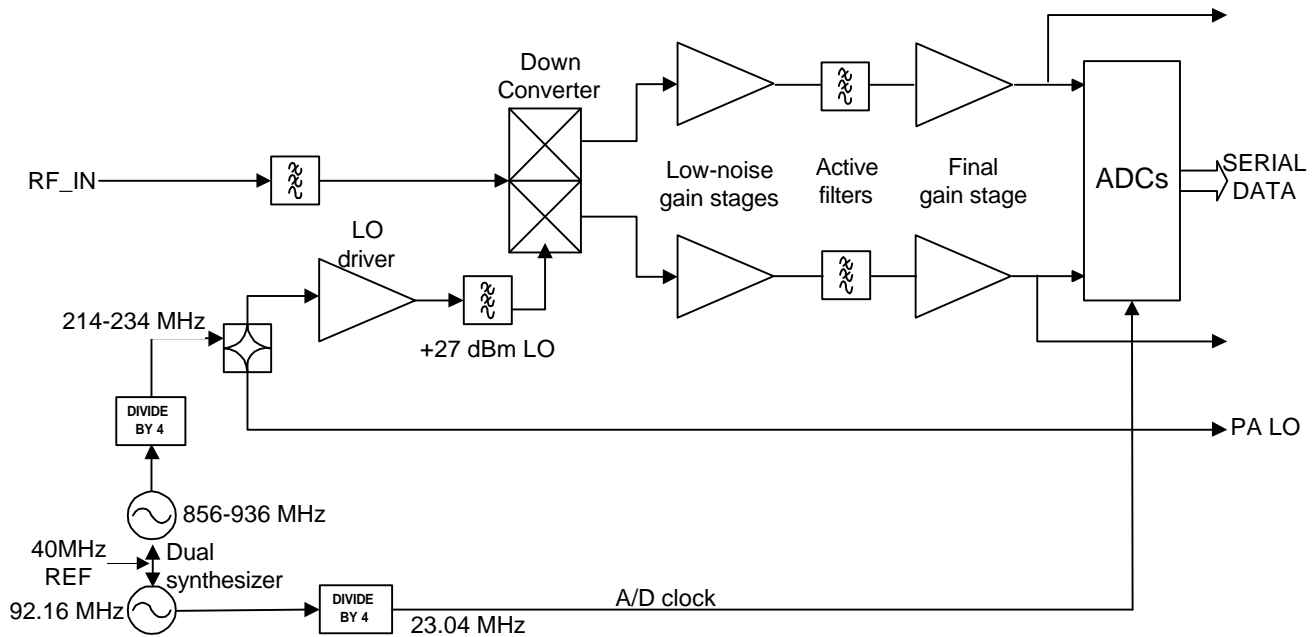 Down
Converter
RF_IN
Low-noise
gain stages
Active
filters
Final
gain stage
ADCs
SERIAL
DATA
LO
driver
214-234 MHz
+27 dBm LO
DIVIDE
BY 4
PA LO
856-936 MHz
40MHz
REF
Dual
synthesizer
92.16 MHz
DIVIDE
BY 4
A/D clock
23.04 MHz